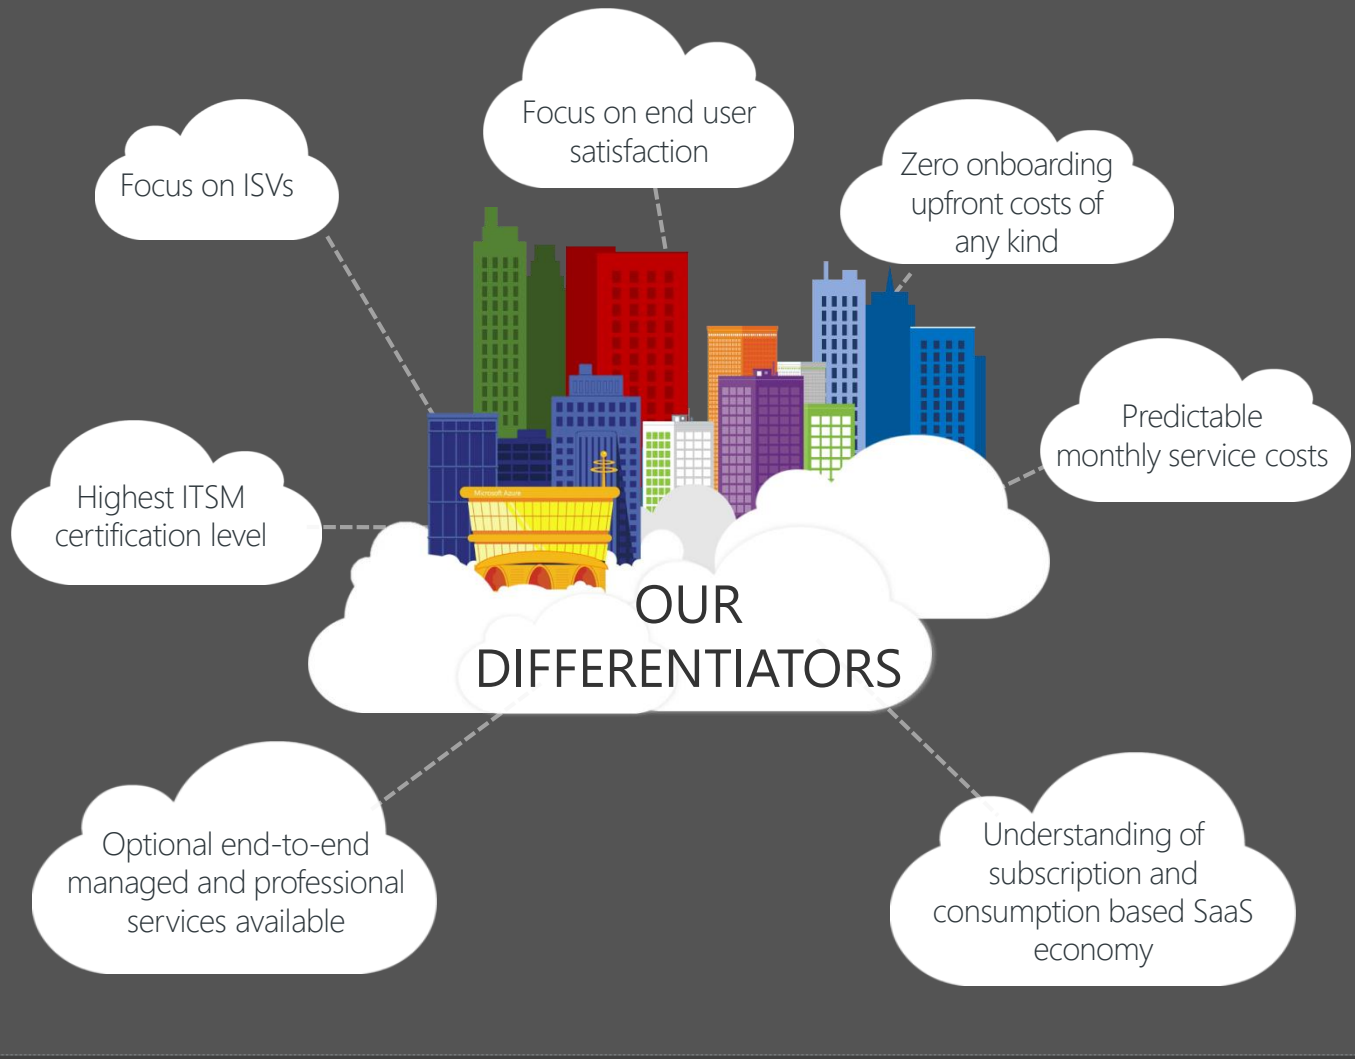 Focus on end user
satisfaction
Focus on ISVs
Zero onboarding
upfront costs of
any kind
Predictable
monthly service costs
Highest ITSM
certification level
Microsoft Azure
OUR
DIFFERENTIATORS
Optional end-to-end
managed and professional
services available
Understanding of
subscription and
consumption based SaaS
economy